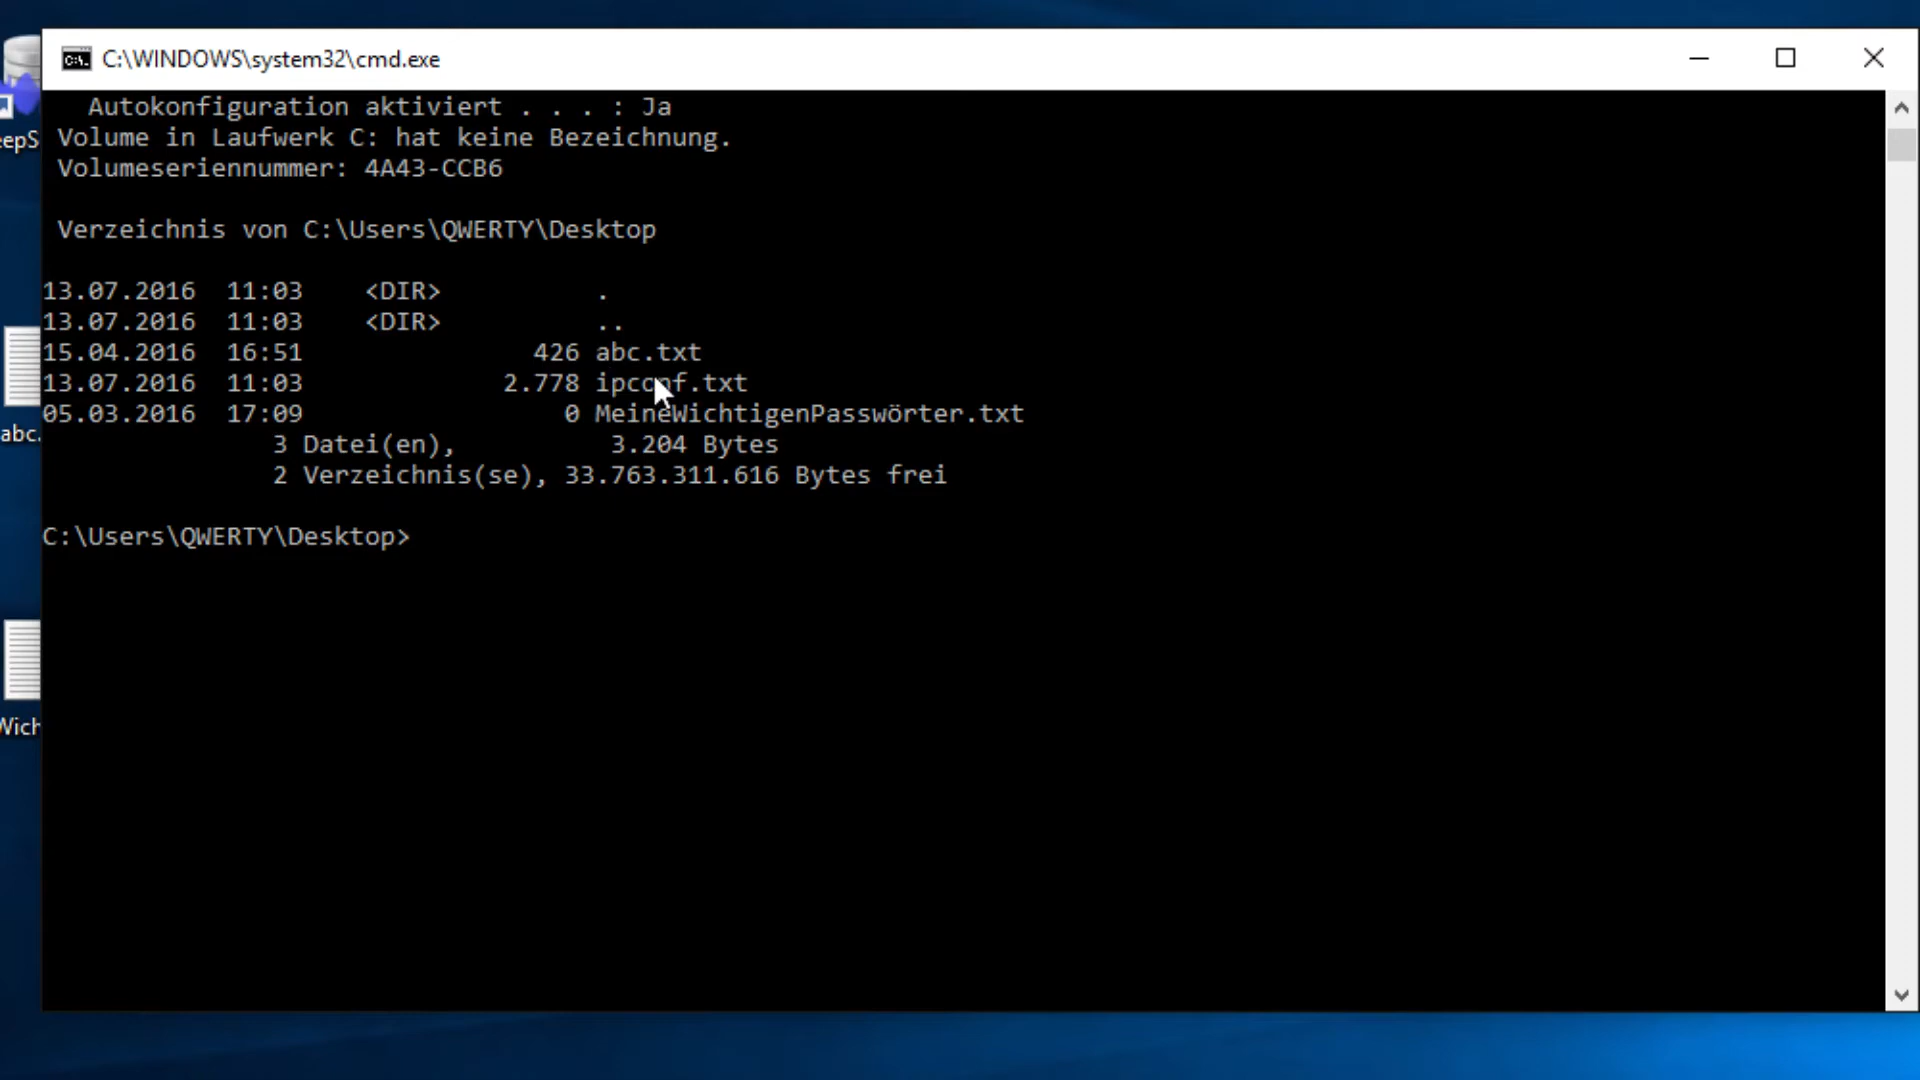 C:\WINDOWS\system32\cmd.exe
Autokonfiguration aktiviert . . . : Ja
Volume in Laufwerk C: hat keine Bezeichnung.
Volumeseriennummer: 4A43-CCB6
Verzeichnis von C:\Users\QWERTY\Desktop
13.07.2016  11:03    <DIR>          .
13.07.2016  11:03    <DIR>          ..
15.04.2016  16:51               426 abc.txt
13.07.2016  11:03             2.778 ipconf.txt
05.03.2016  17:09                 0 MeineWichtigenPasswörter.txt
3 Datei(en),          3.204 Bytes
2 Verzeichnis(se), 33.763.311.616 Bytes frei
C:\Users\QWERTY\Desktop>
eepS
abc.
Wich